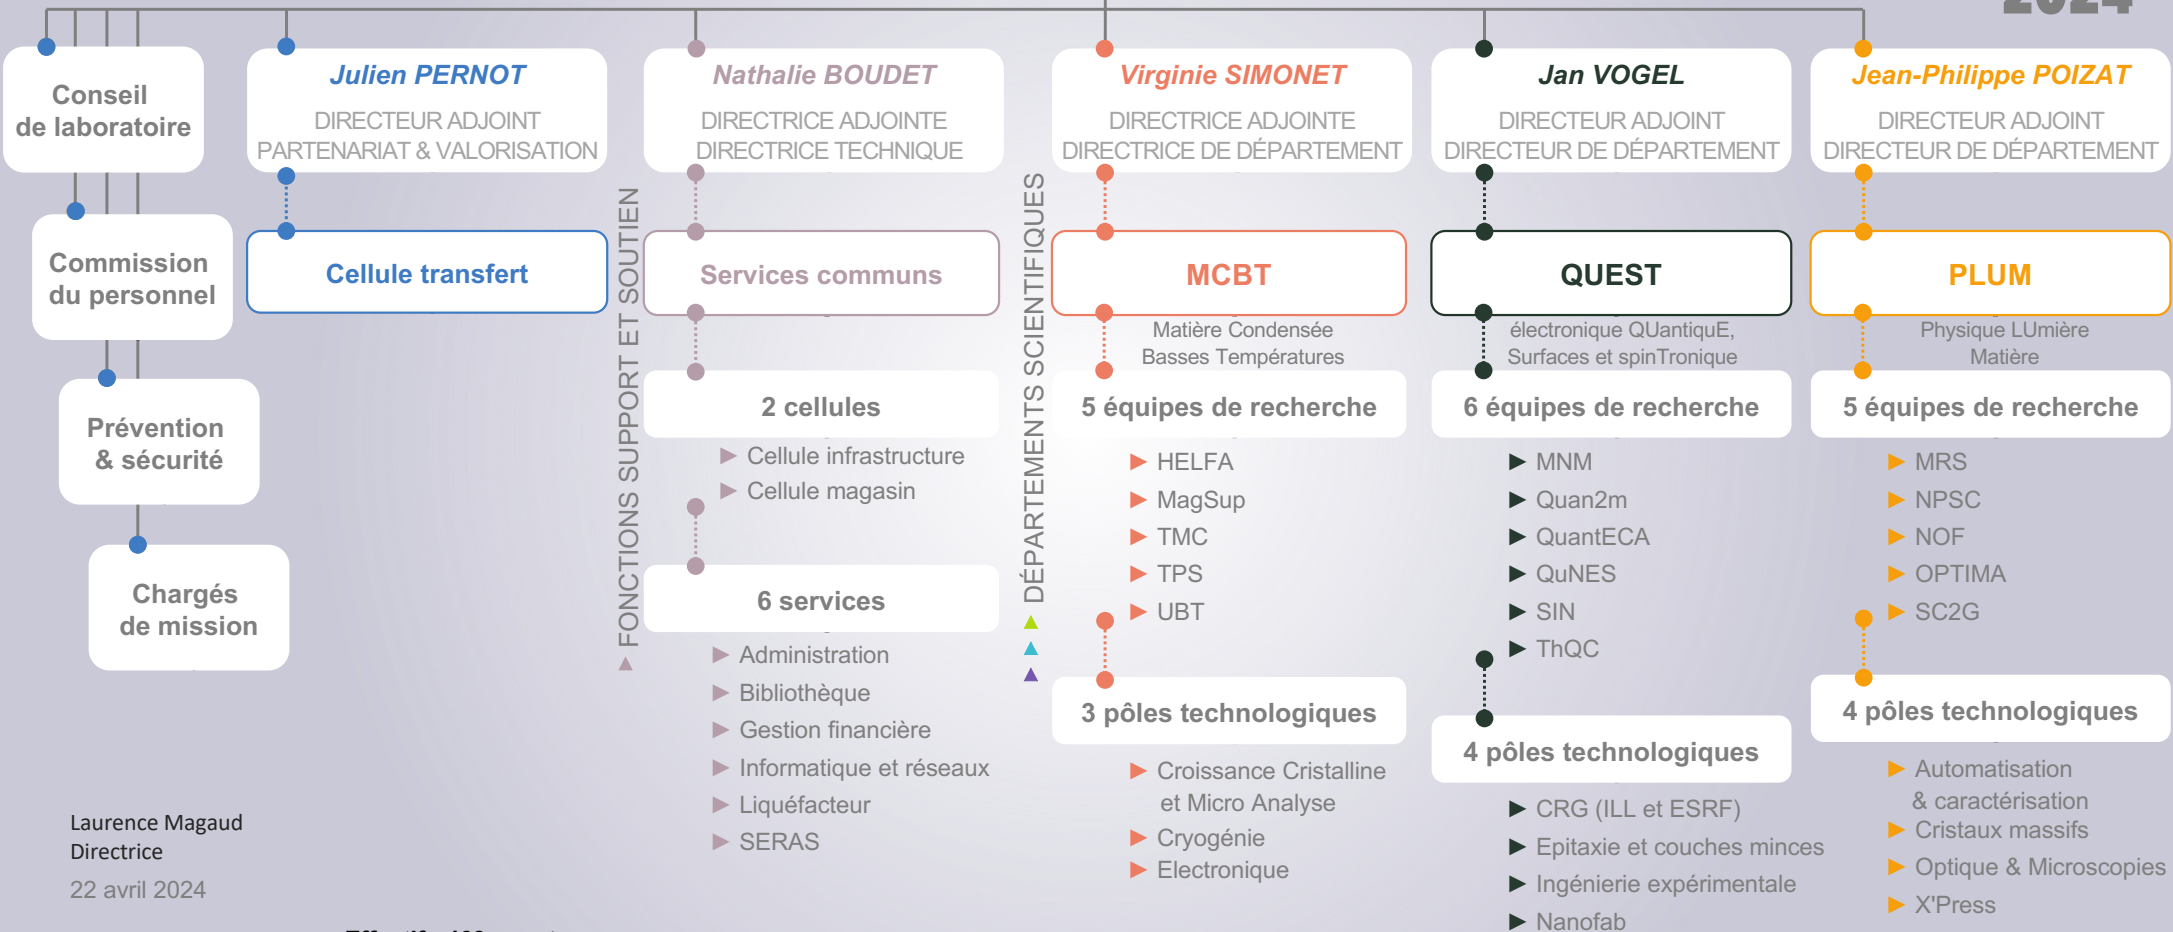 2024
Conseil
de laboratoire
Commission
du personnel
Prévention
& sécurité
Chargés
de mission
Julien PERNOT
DIRECTEUR ADJOINT
PARTENARIAT & VALORISATION
Cellule transfert
FONCTIONS SUPPORT ET SOUTIEN
Nathalie BOUDET
DIRECTRICE ADJOINTE
DIRECTRICE TECHNIQUE
Services communs
2 cellules
Cellule infrastructure
Cellule magasin
6 services
Administration
Bibliothèque
Gestion financière
Informatique et réseaux
Liquéfacteur
SERAS
DÉPARTEMENTS SCIENTIFIQUES
Virginie SIMONET
DIRECTRICE ADJOINTE
DIRECTRICE DE DÉPARTEMENT
MCBT
Matière Condensée
Basses Températures
5 équipes de recherche
HELFA
MagSup
TMC
TPS
UBT
3 pôles technologiques
Croissance Cristalline
et Micro Analyse
Cryogénie
Electronique
Jan VOGEL
DIRECTEUR ADJOINT
DIRECTEUR DE DÉPARTEMENT
QUEST
électronique QUantiquE,
Surfaces et spinTronique
6 équipes de recherche
MNM
Quan2m
QuantECA
QuNES
SIN
ThQC
4 pôles technologiques
CRG (ILL et ESRF)
Epitaxie et couches minces
Ingénierie expérimentale
Nanofab
Jean-Philippe POIZAT
DIRECTEUR ADJOINT
DIRECTEUR DE DÉPARTEMENT
PLUM
Physique LUmière
Matière
5 équipes de recherche
MRS
NPSC
NOF
OPTIMA
SC2G
4 pôles technologiques
Automatisation
& caractérisation
Cristaux massifs
Optique & Microscopies
X'Press
Laurence Magaud
Directrice
22 avril 2024